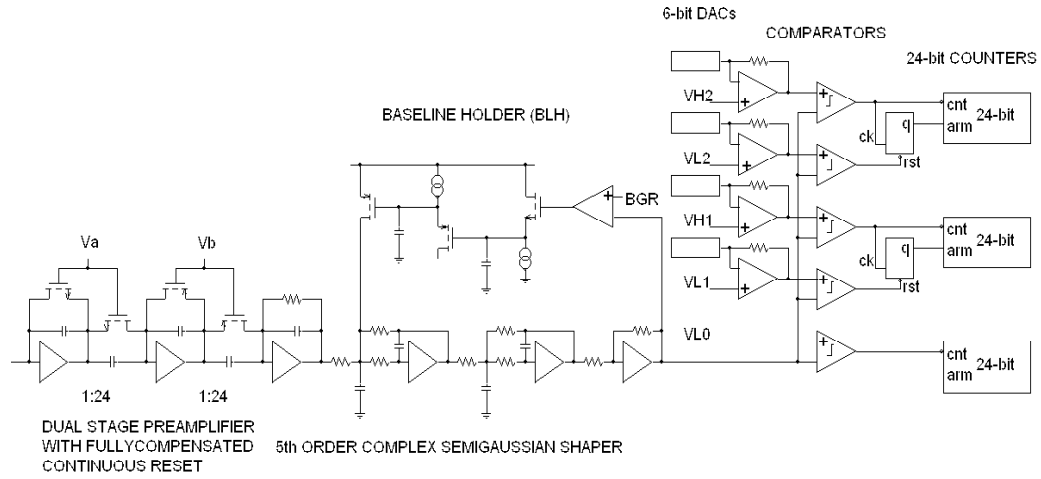 6-bit DACs
COMPARATORS
24-bit COUNTERS
VH2
cnt
arm
24-bit
q
ck
rst
BASELINE HOLDER (BLH)
VL2
BGR
VH1
cnt
arm
24-bit
q
ck
rst
Va
Vb
VL1
VL0
cnt
arm
24-bit
1:24
1:24
DUAL STAGE PREAMPLIFIER
WITH FULLYCOMPENSATED
CONTINUOUS RESET
5th ORDER COMPLEX SEMIGAUSSIAN SHAPER